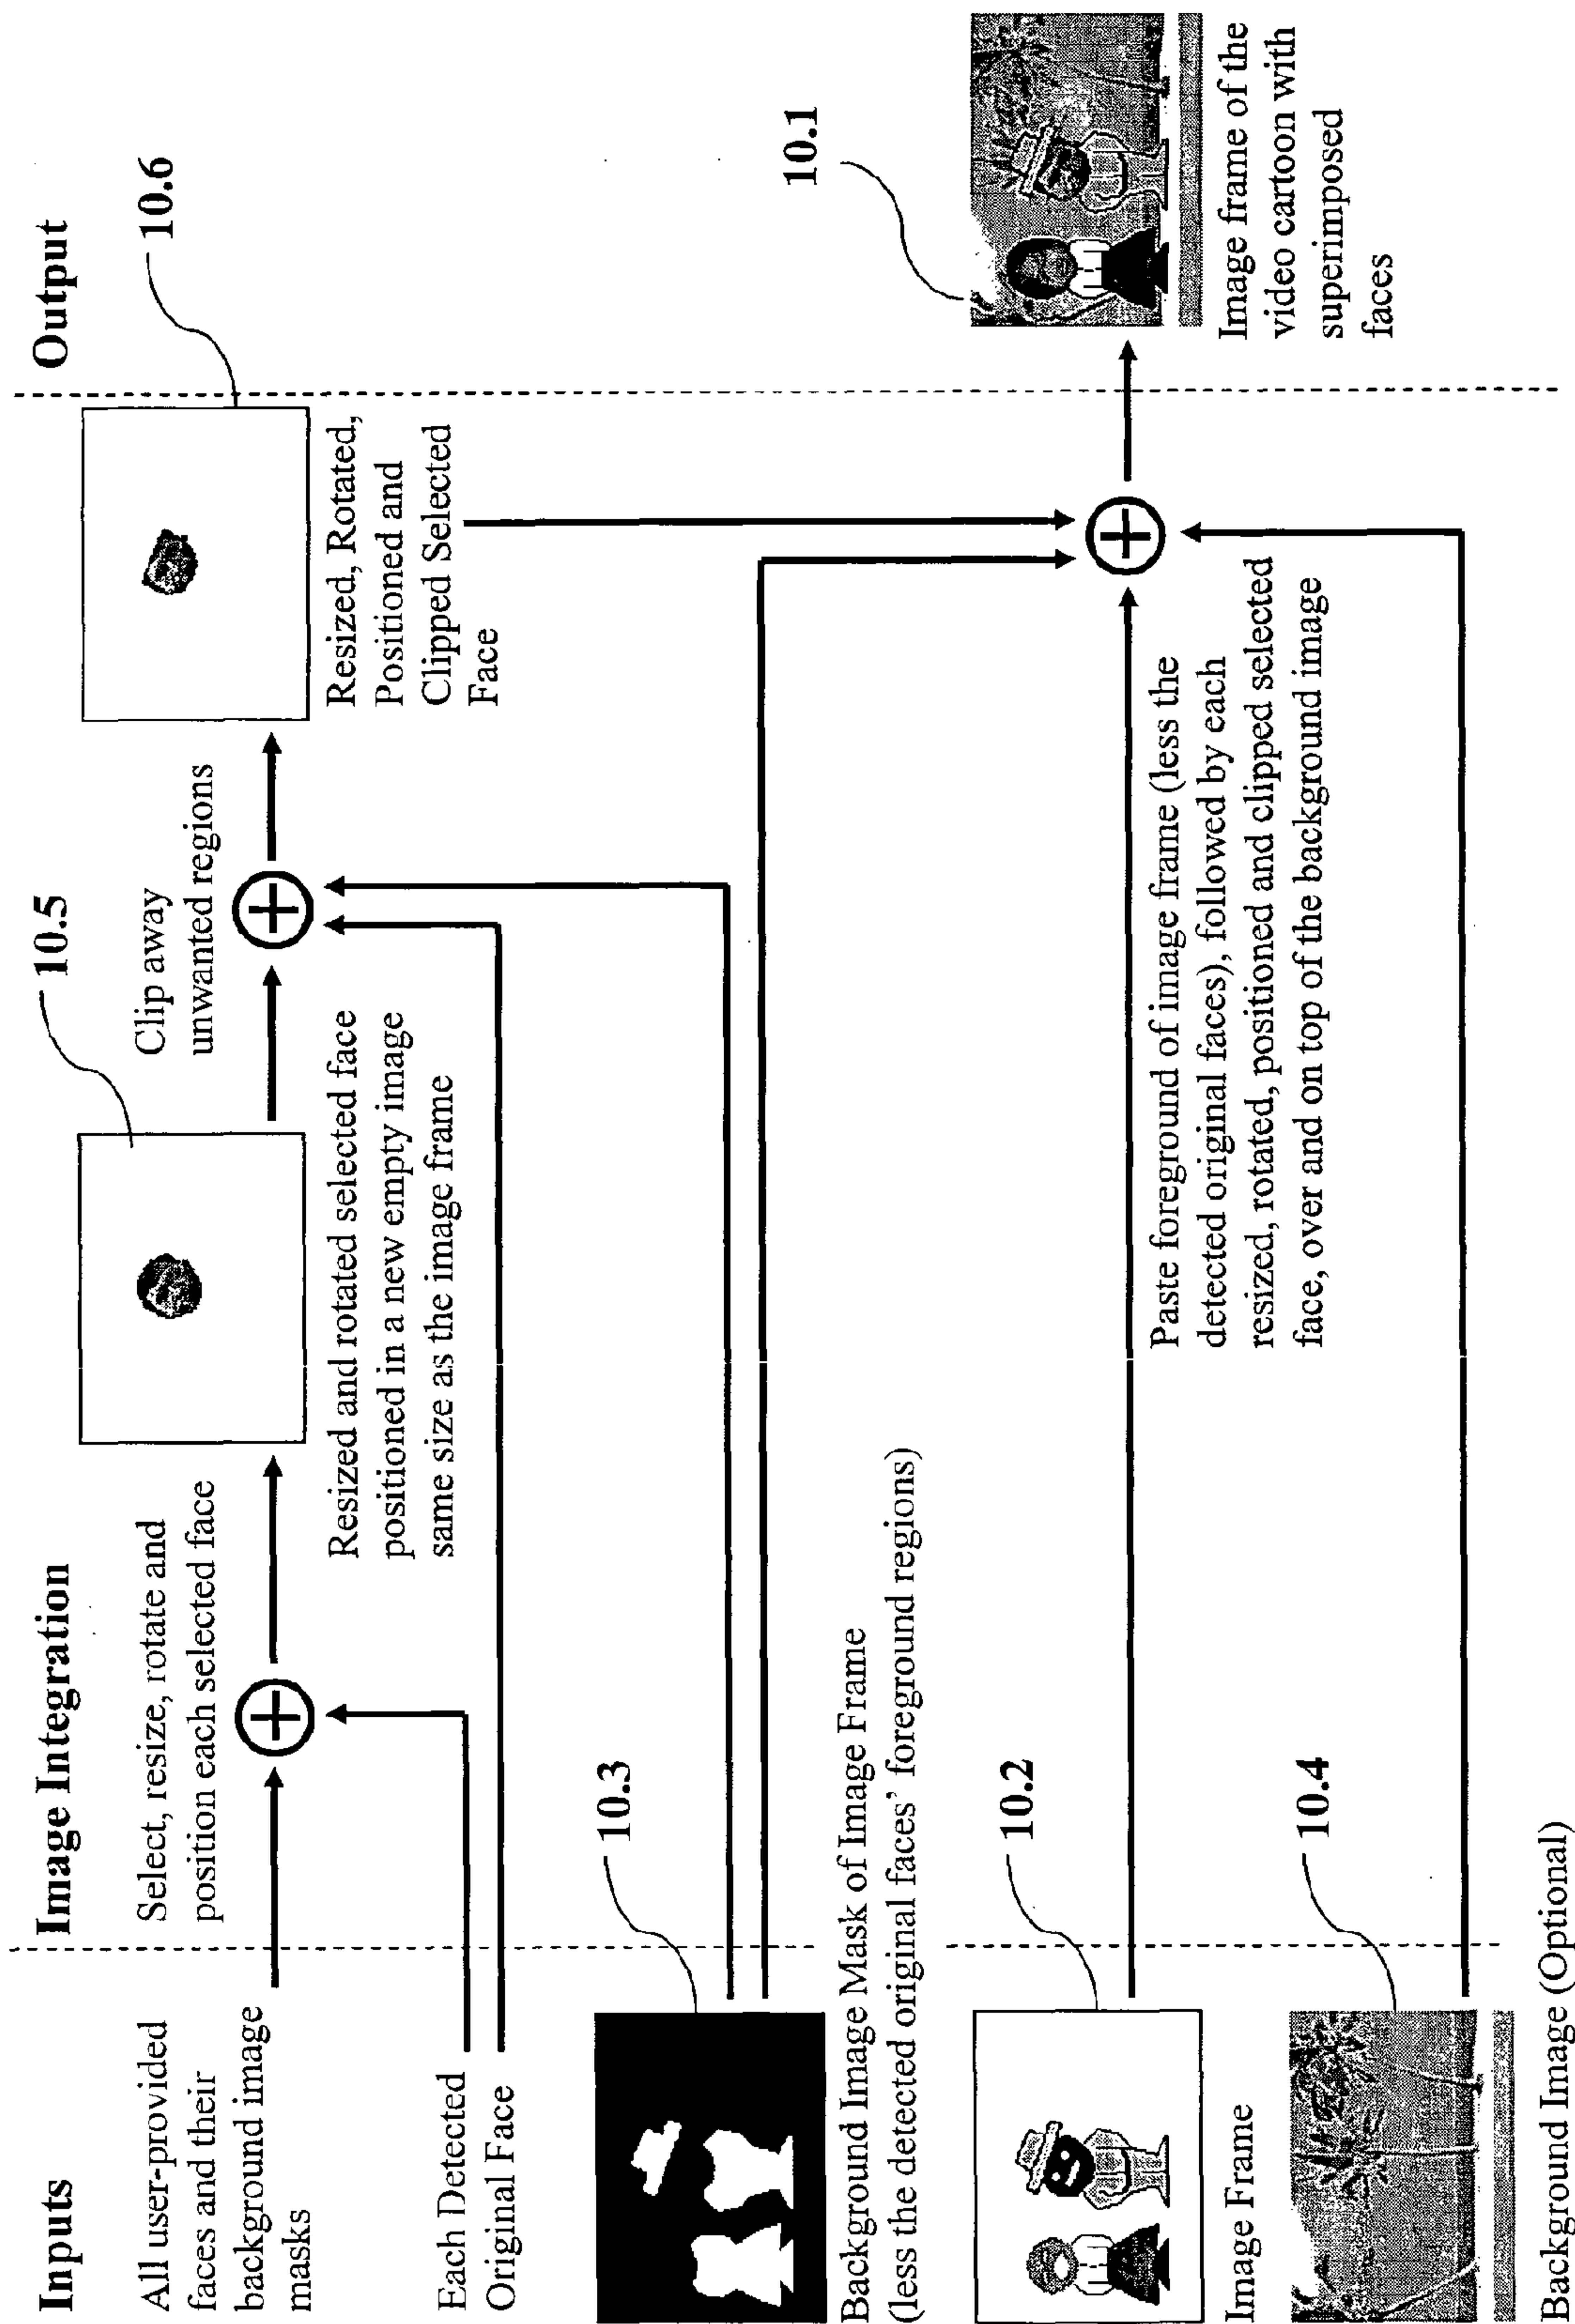 Inputs
Image Integration
Output
All user-provided
faces and their
background image
masks
Select, resize, rotate and
position each selected face
10.5
Clip away
unwanted regions
10.6
Each Detected
Original Face
Resized and rotated selected face
positioned in a new empty image
same size as the image frame
Resized, Rotated,
Positioned and
Clipped Selected
Face
10.3
Background Image Mask of Image Frame
(less the detected original faces' foreground regions)
10.1
10.2
Image Frame
Paste foreground of image frame (less the
detected original faces), followed by each
resized, rotated, positioned and clipped selected
face, over and on top of the background image
Image frame of the
video cartoon with
superimposed
faces
10.4
Background Image (Optional)